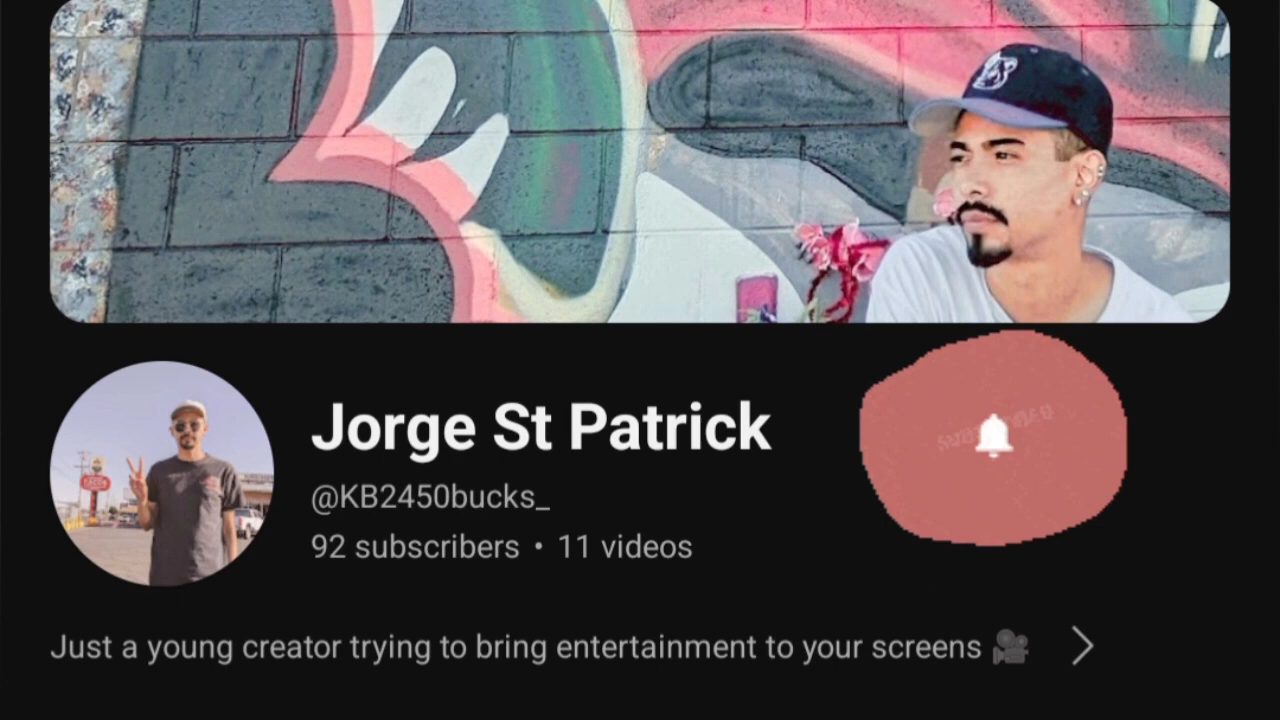 Jorge St Patrick
@KB2450bucks_
92 subscribers • 11 videos
Just a young creator trying to bring entertainment to your screens 🎥